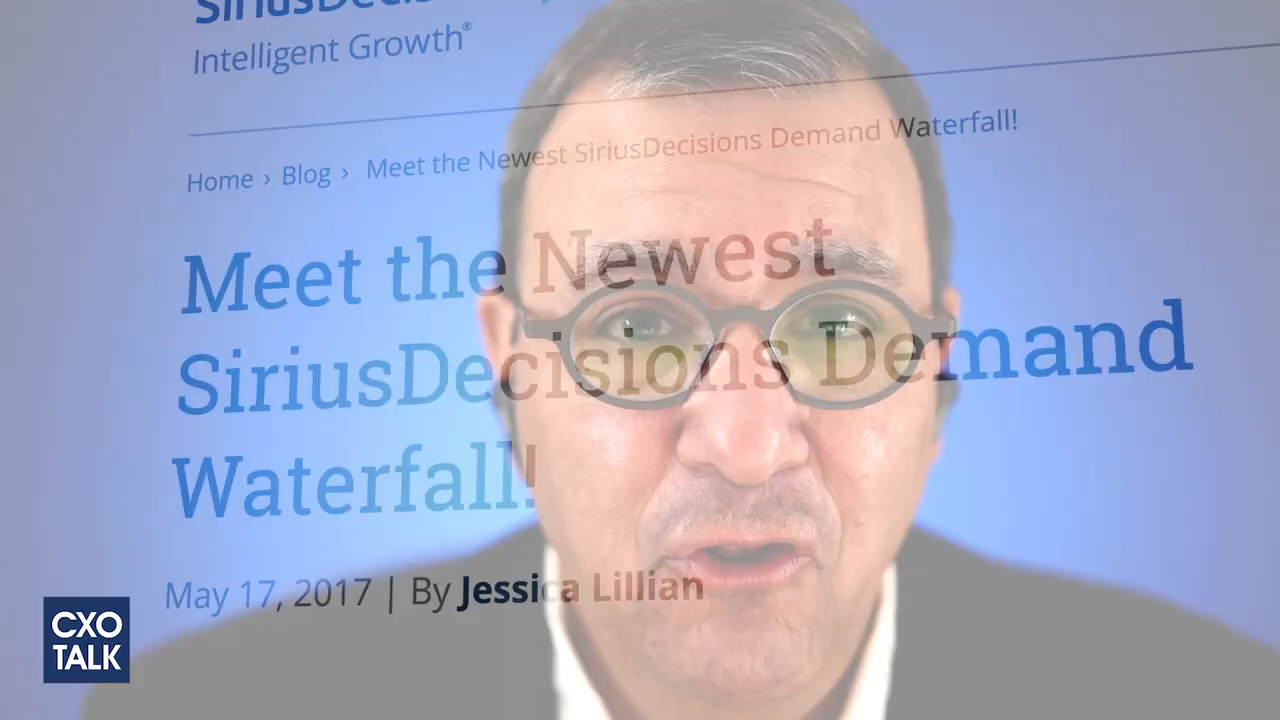 SiriusDecis
Intelligent Growth®
Home › Blog › Meet the Newest SiriusDecisions Demand Waterfall!
Meet the Newest
SiriusDecisions Demand
Waterfall!
May 17, 2017 | By Jessica Lillian
CXO
TALK